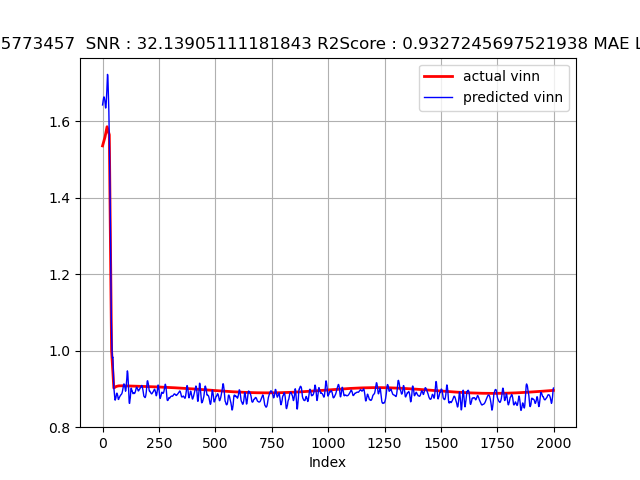 5773457 SNR : 32.13905111181843 R2Score : 0.9327245697521938 MAE L
actual vinn
predicted vinn
1.6
1.4
1.2
1.0
0.8
0 250 500 750 1000 1250 1500 1750 2000
Index